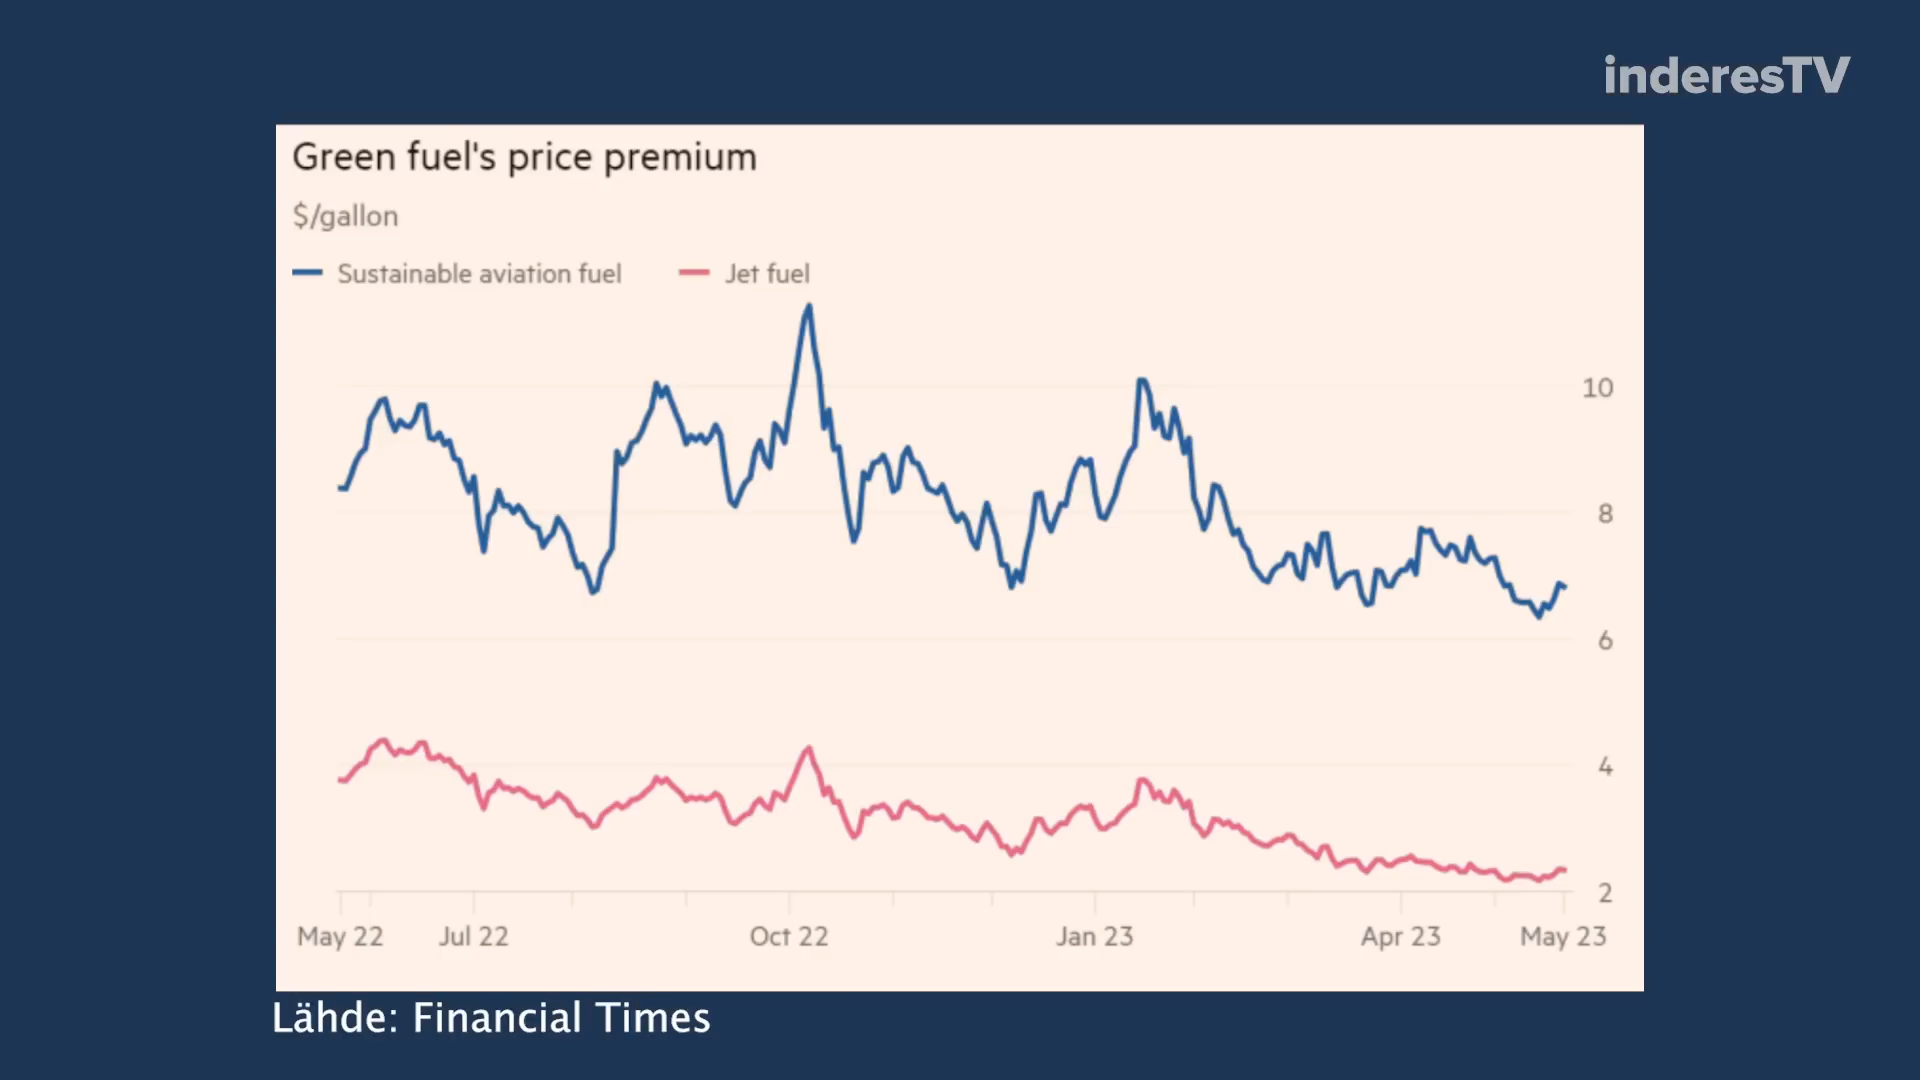 inderesTV
Green fuel's price premium
$/gallon
Sustainable aviation fuel Jet fuel
10
8
6
4
2
May 22 Jul 22 Oct 22 Jan 23 Apr 23 May 23
Lähde: Financial Times